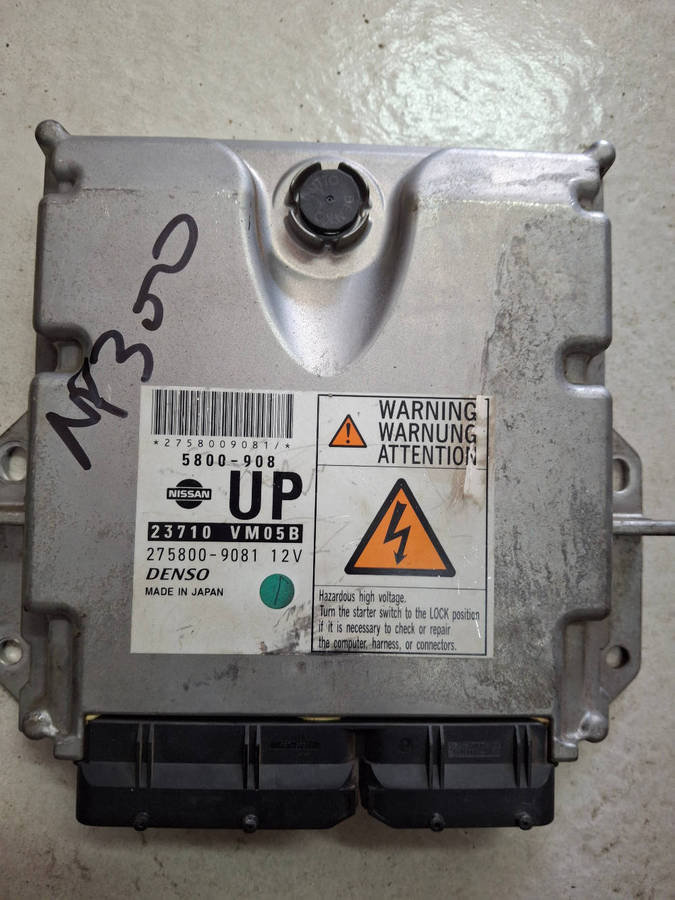 NP300
*2758009081/*
5800-908
NISSAN
UP
23710 VM05B
275800-9081 12V
DENSO
MADE IN JAPAN
WARNING
WARNUNG
ATTENTION
Hazardous high voltage.
Turn the starter switch to the LOCK position
if it is necessary to check or repair
the computer, harness, or connectors.